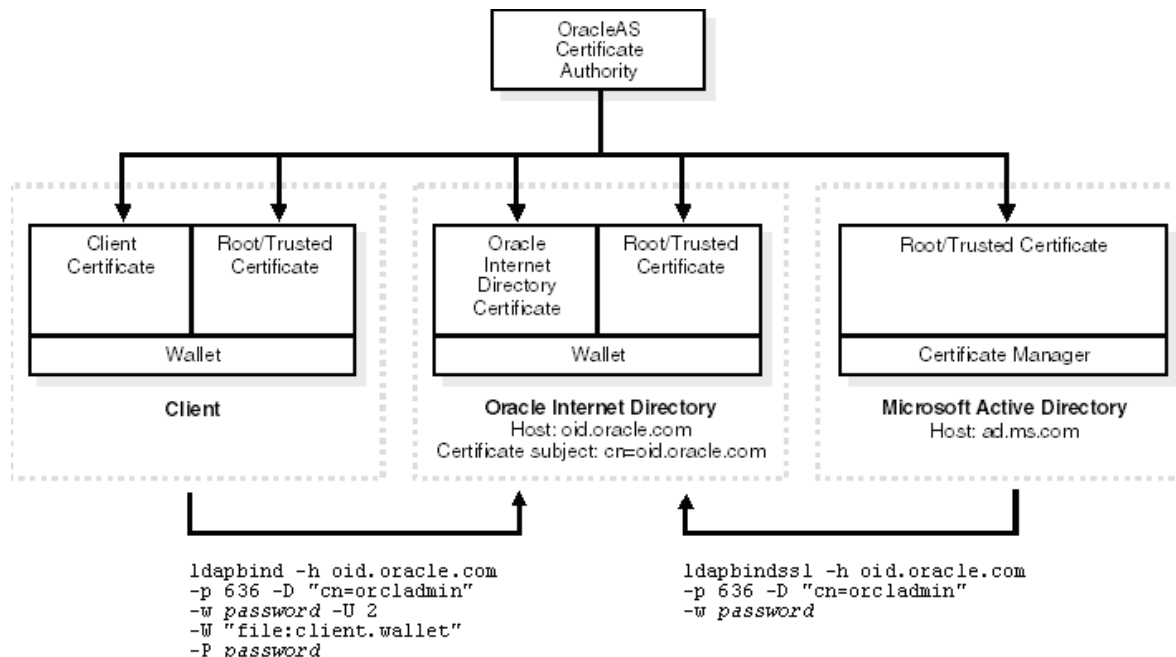 OracleAS
Certificate
Authority
Client
Certificate
Root/Trusted
Certificate
Wallet
Client
Oracle
Internet
Directory
Certificate
Root/Trusted
Certificate
Wallet
Oracle Internet Directory
Host: oid.oracle.com
Certificate subject: cn=oid.oracle.com
Root/Trusted Certificate
Certificate Manager
Microsoft Active Directory
Host: ad.ms.com
ldapbind -h oid.oracle.com
-p 636 -D "cn=orcladmin"
-w password -U 2
-W "file:client.wallet"
-P password
ldapbindssl -h oid.oracle.com
-p 636 -D "cn=orcladmin"
-w password